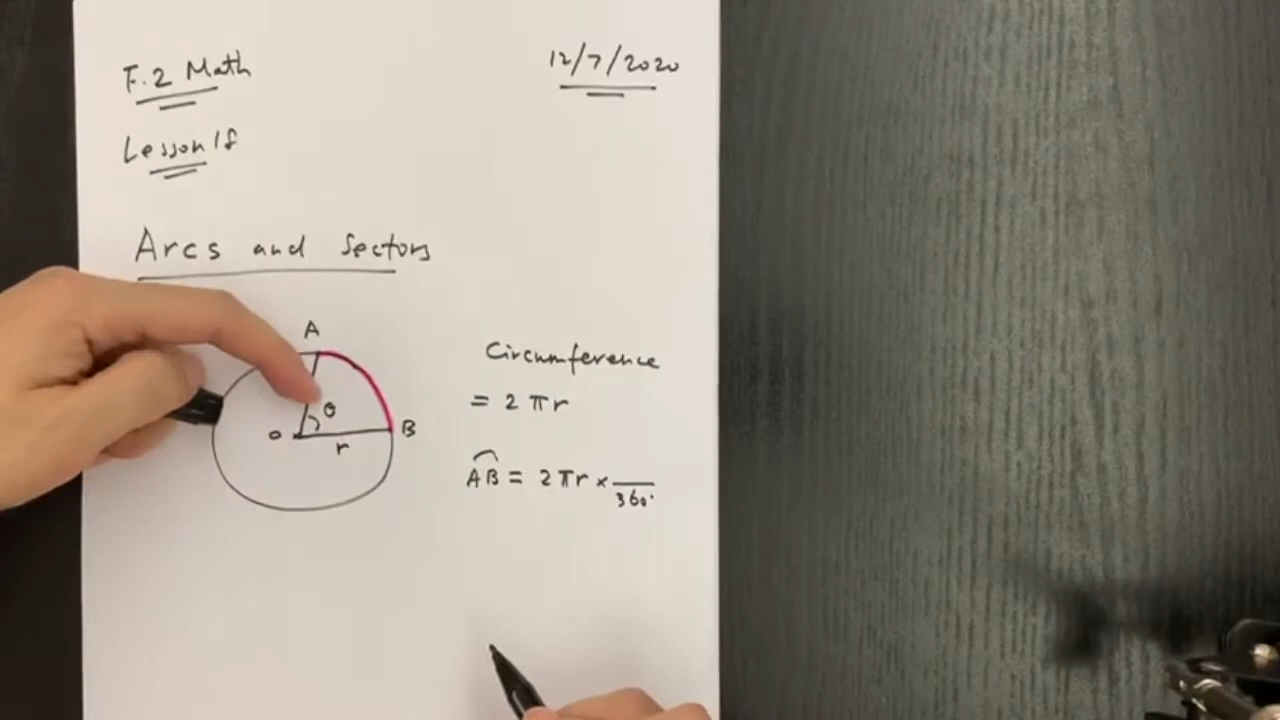 F.2 Math
12/7/2020
Lesson 18
Arcs and Sectors
A
θ
O
r
B
Circumference
= 2πr
AB = 2πr × ─ 360°